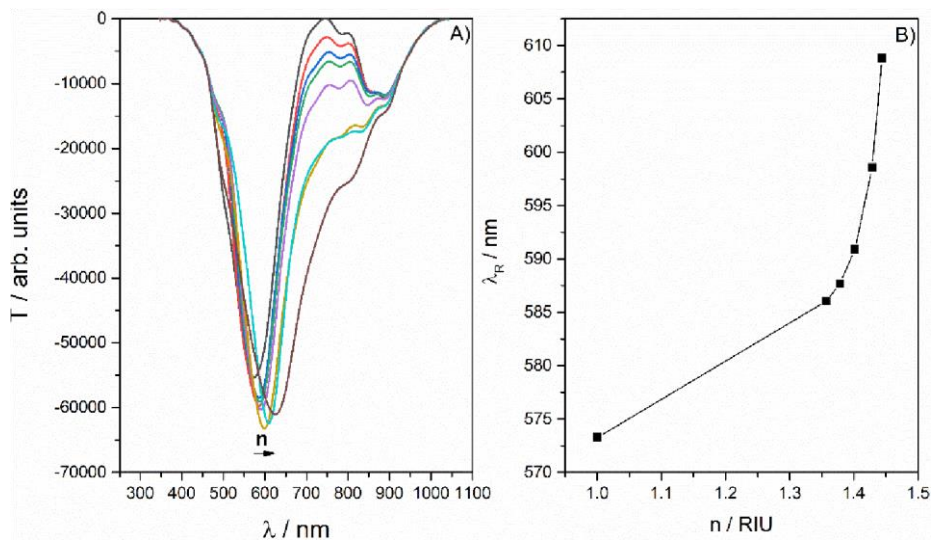 A)
0
-10000
-20000
-30000
-40000
-50000
-60000
-70000
T / arb. units
n
300 400 500 600 700 800 900 1000 1100
λ / nm
B)
610
605
600
595
590
585
580
575
570
λR / nm
1.0 1.1 1.2 1.3 1.4 1.5
n / RIU